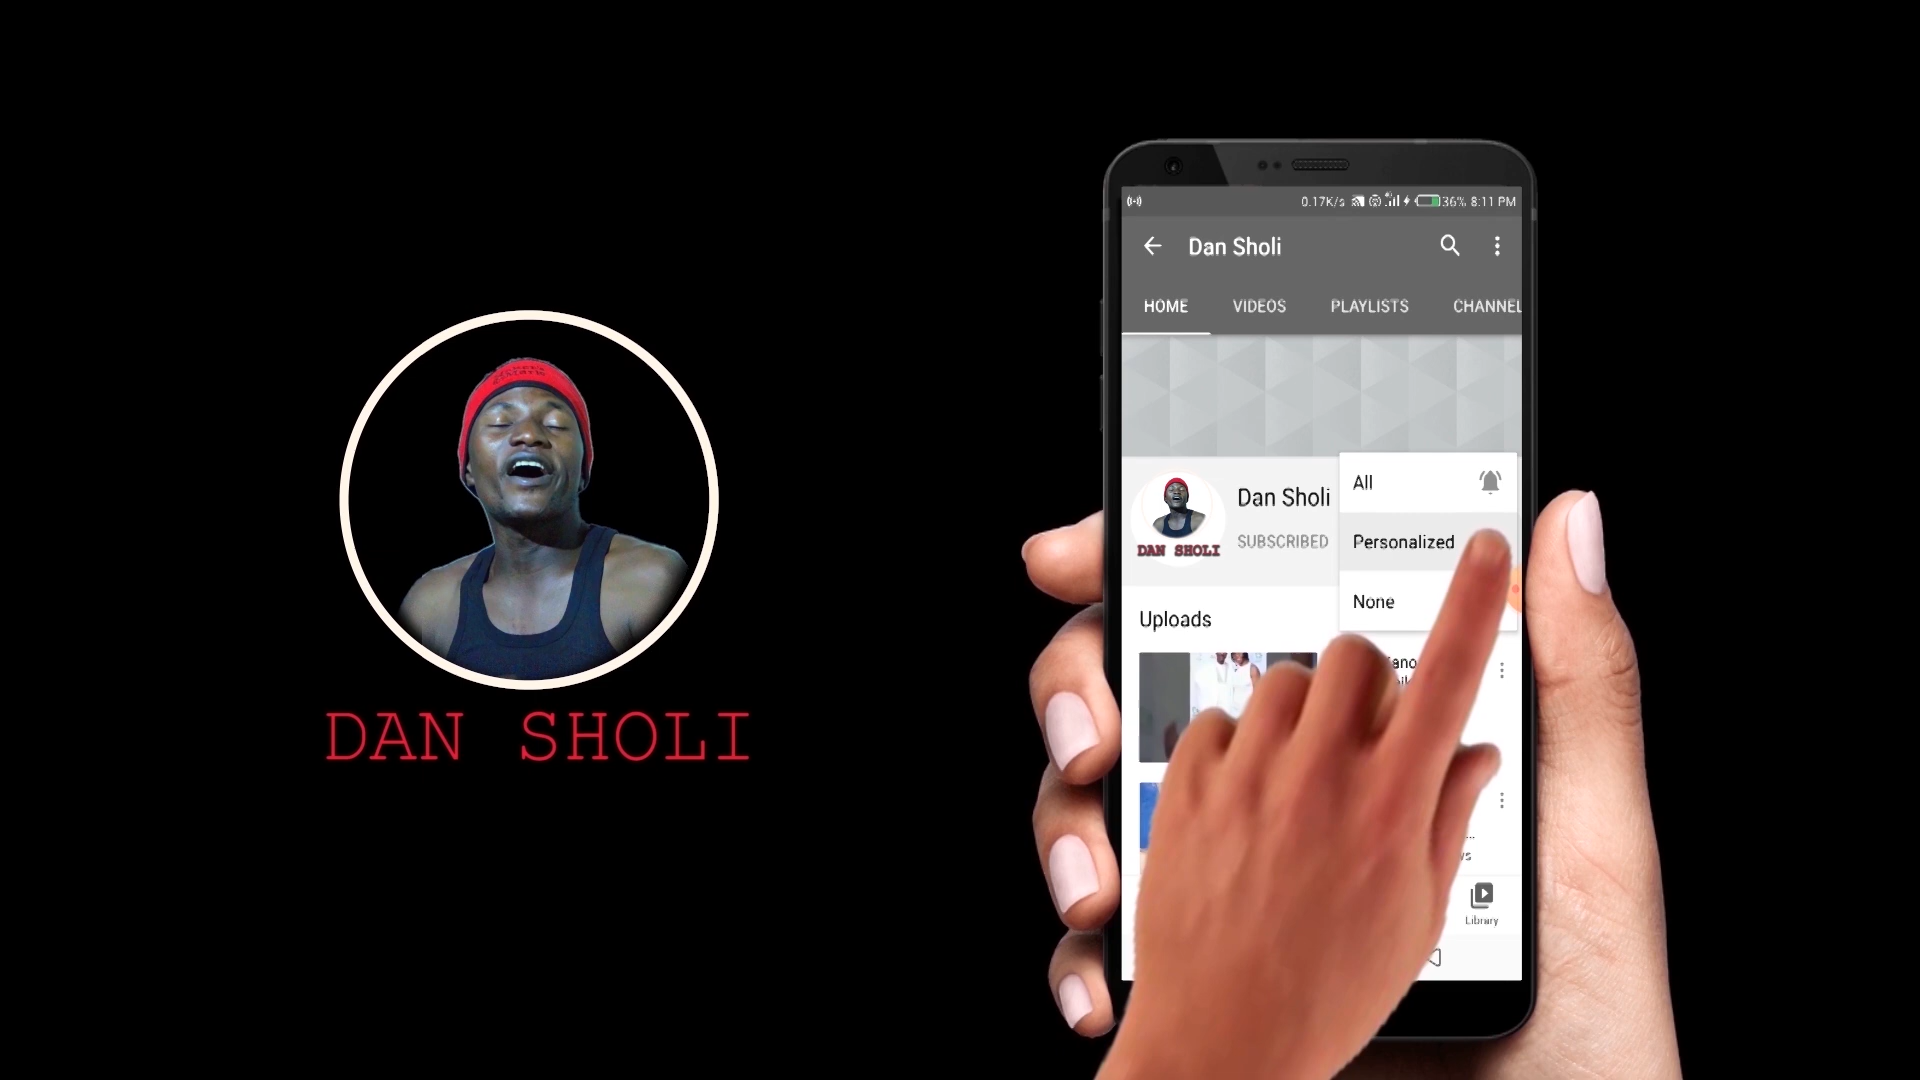 DAN SHOLI
0.17K/s 36% 8:11 PM
Dan Sholi
HOME VIDEOS PLAYLISTS CHANNEL
All
Dan Sholi
DAN SHOLI
SUBSCRIBED
Personalized
None
Uploads
Library